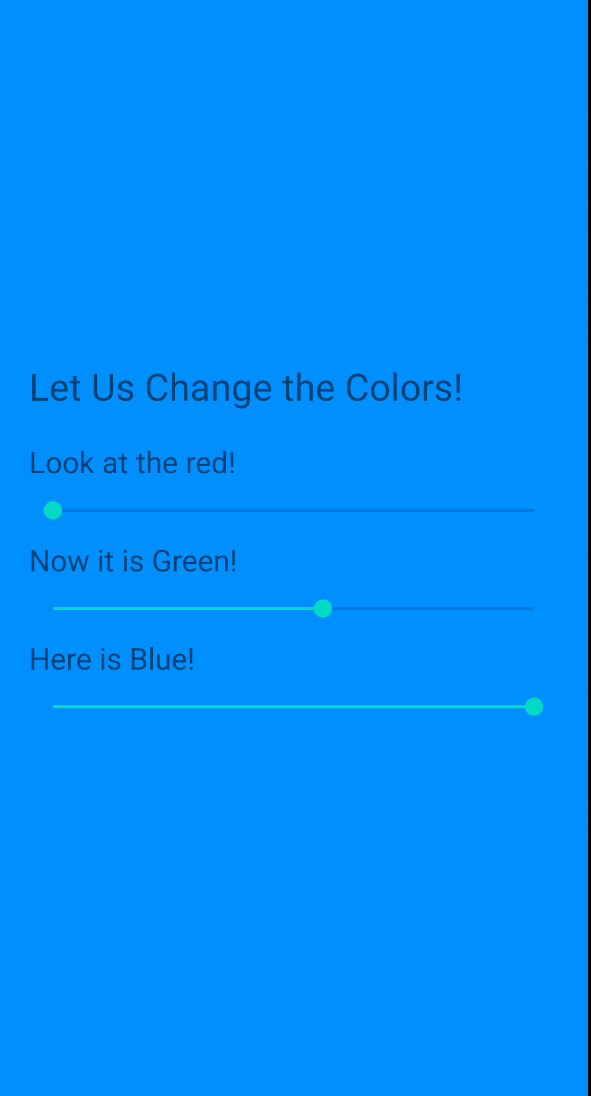 Let Us Change the Colors!
Look at the red!
Now it is Green!
Here is Blue!